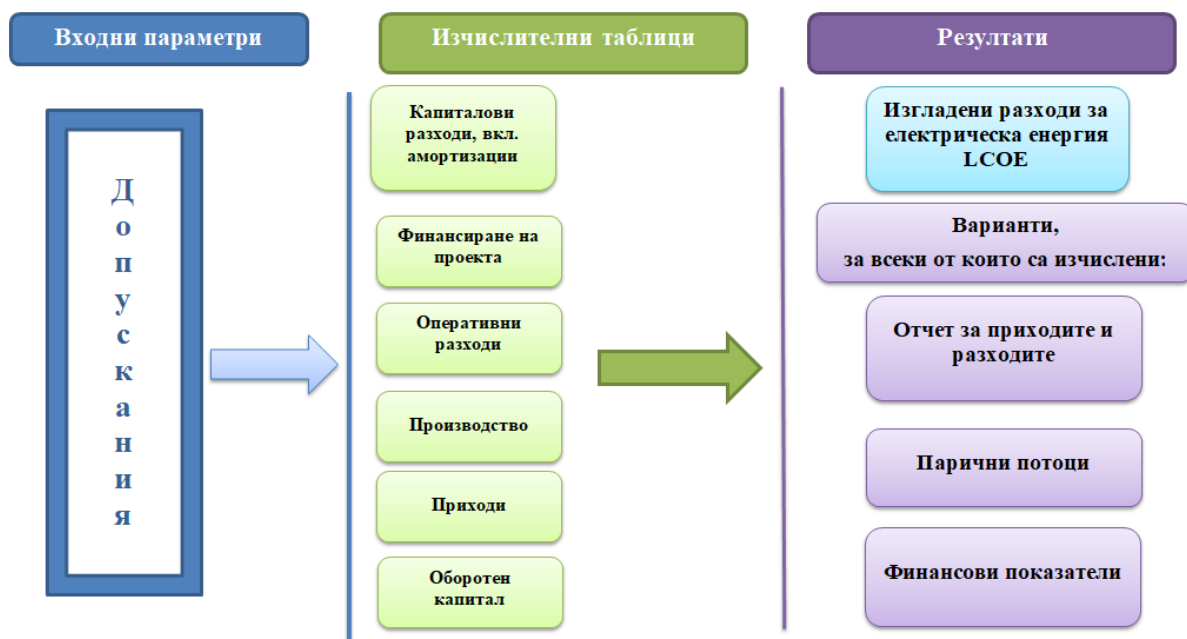 Входни параметри
Изчислителни таблици
Резултати
Допускания
Капиталови
разходи, вкл.
амортизации
Финансиране на
проекта
Оперативни
разходи
Производство
Приходи
Оборотен
капитал
Изгладени разходи за
електрическа енергия
LCOE
Варианти,
за всеки от които са изчислени:
Отчет за приходите и
разходите
Парични потоци
Финансови показатели